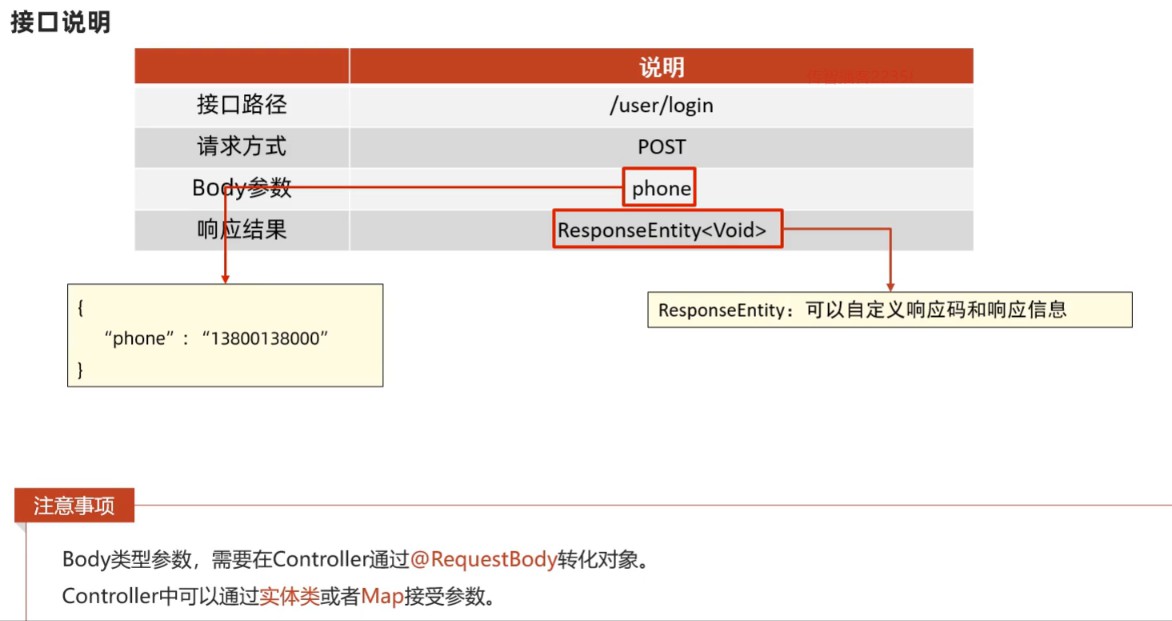 接口说明
说明
接口路径 /user/login
请求方式 POST
Body参数 phone
响应结果 ResponseEntity<Void>
{
“phone”：“13800138000”
}
ResponseEntity：可以自定义响应码和响应信息
注意事项
Body类型参数，需要在Controller通过@RequestBody转化对象。
Controller中可以通过实体类或者Map接受参数。